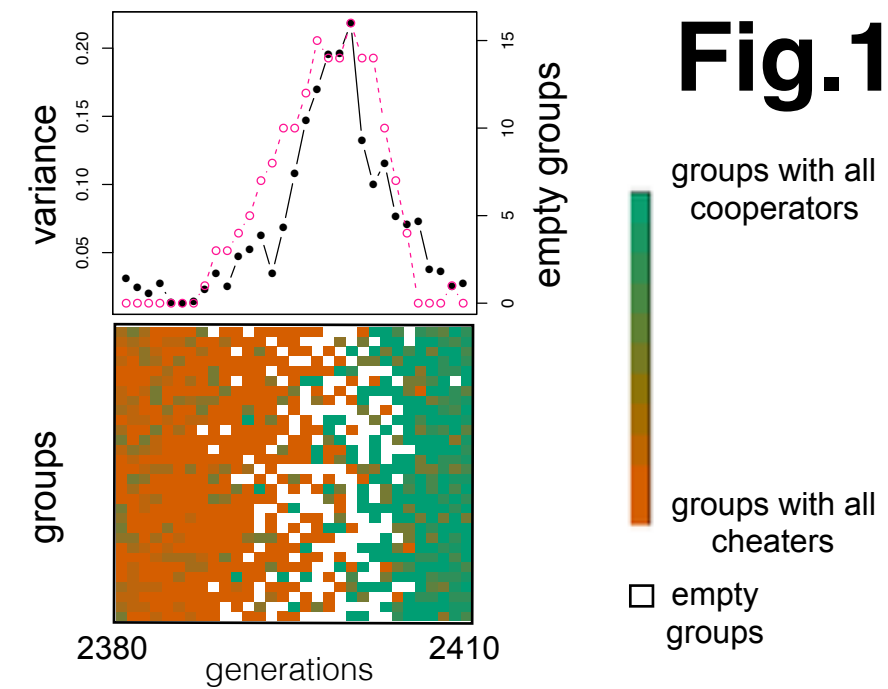 Fig.1
variance
0.05
0.10
0.15
0.20
empty groups
0
5
10
15
groups
2380
2410
generations
groups with all
cooperators
groups with all
cheaters
empty
groups